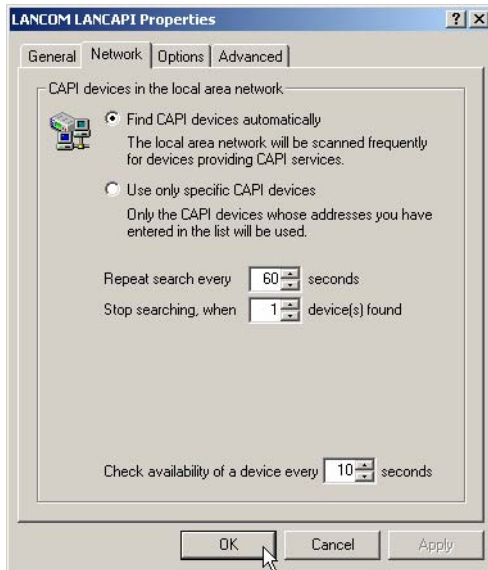 LANCOM LANCAPI Properties
General Network Options Advanced
CAPI devices in the local area network
Find CAPI devices automatically
The local area network will be scanned frequently
for devices providing CAPI services.
Use only specific CAPI devices
Only the CAPI devices whose addresses you have
entered in the list will be used.
Repeat search every 60 seconds
Stop searching, when 1 device(s) found
Check availability of a device every 10 seconds
OK Cancel Apply